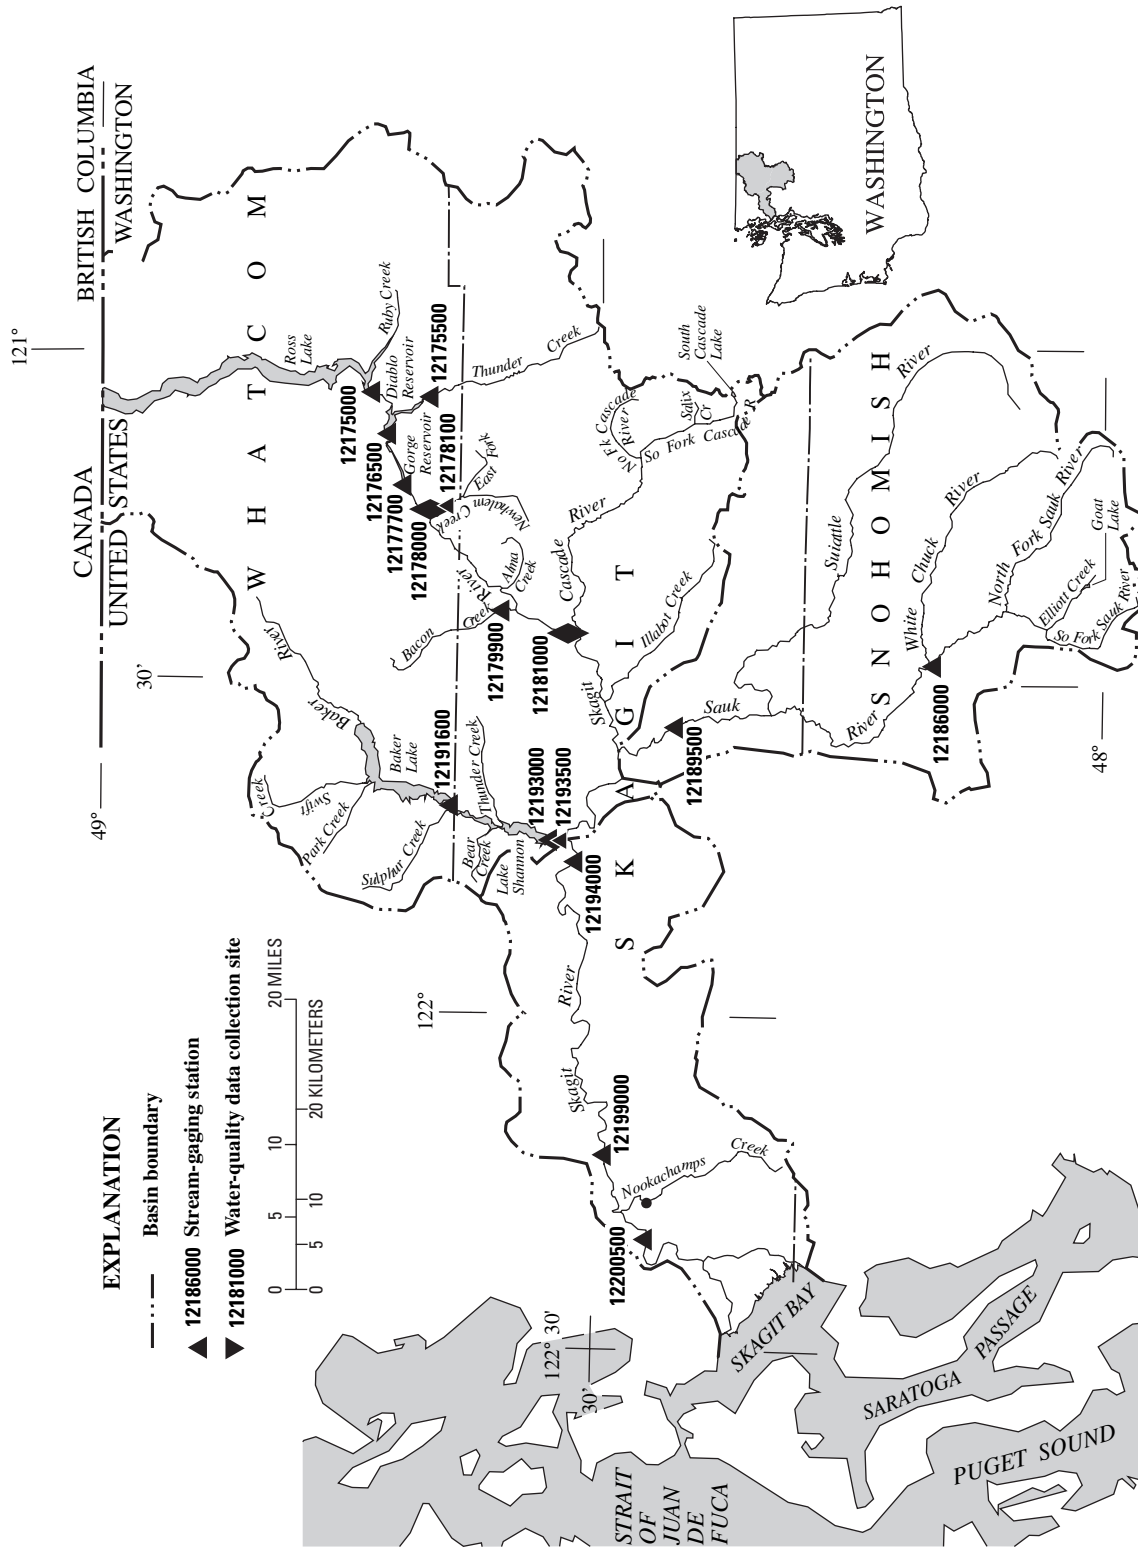 EXPLANATION
Basin boundary
12186000 Stream-gaging station
12181000 Water-quality data collection site
0 5 10 20 MILES
0 5 10 20 KILOMETERS
49°
30'
121°
CANADA
UNITED STATES
BRITISH COLUMBIA
WASHINGTON
WHATCOM
Ross
Lake
Ruby Creek
Diablo
Reservoir
Gorge
Reservoir
12175000
12175500
12176500
12177700
12178000
12178100
Thunder Creek
East Fork
Newhalem Creek
Baker River
Baker
Lake
Swift Creek
Park Creek
Sulphur Creek
12191600
Thunder Creek
Bear
Creek
Lake
Shannon
12193000
12193500
12194000
Bacon Creek
Alma
Creek
12179900
12181000
Skagit River
Cascade River
No Fk Cascade
River
Salix
Cr
So Fork Cascade R
South
Cascade
Lake
Illabot Creek
SKAGIT
122°
Skagit River
12199000
Nookachamps Creek
12200500
122° 30'
30'
Sauk River
12189500
12186000
Suiattle River
SNOHOMISH
White Chuck River
North Fork Sauk River
Elliott Creek
Goat
Lake
So Fork Sauk River
48°
SKAGIT BAY
SARATOGA PASSAGE
PUGET SOUND
STRAIT
OF
JUAN
DE
FUCA
WASHINGTON